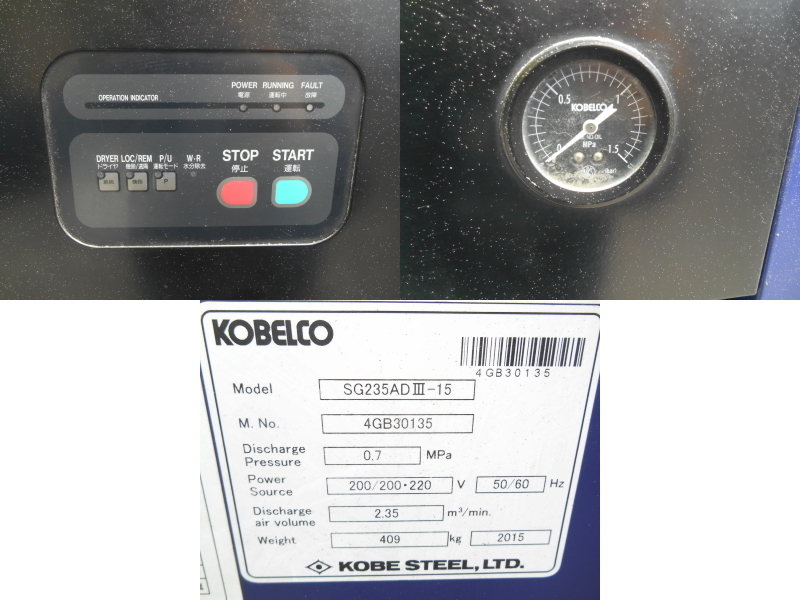 POWER RUNNING FAULT
電源 運転中 故障
OPERATION INDICATOR
DRYER LOC/REM P/U W-R
ドライヤ 機側/遠隔 運転モード 水分除去
P
STOP START
停止 運転
0.5 1
KOBELCO
MPa
0 1.5
KOBELCO
4GB30135
Model SG235ADⅢ-15
M. No. 4GB30135
Discharge
Pressure 0.7 MPa
Power
Source 200/200・220 V 50/60 Hz
Discharge
air volume 2.35 m³/min.
Weight 409 kg 2015
KOBE STEEL, LTD.